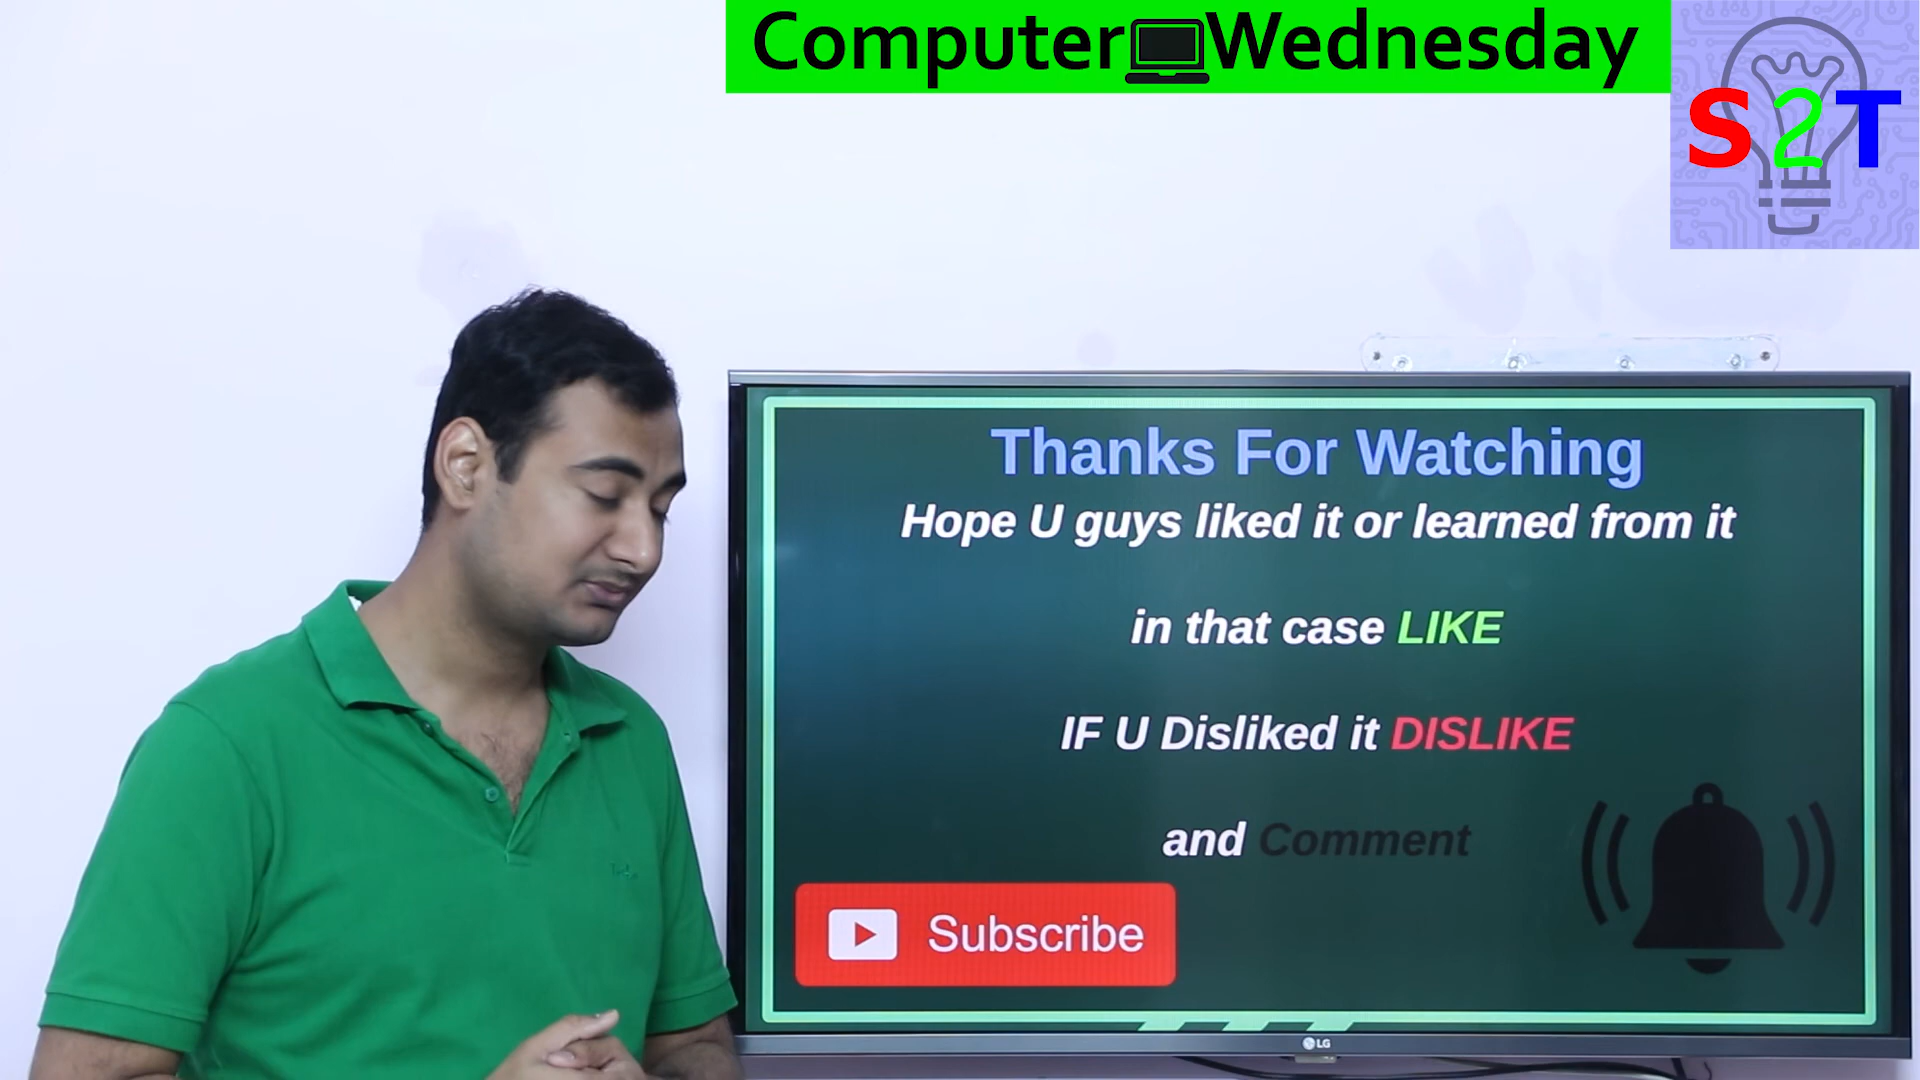 Computer Wednesday
S2T
Thanks For Watching
Hope U guys liked it or learned from it
in that case LIKE
IF U Disliked it DISLIKE
and Comment
Subscribe
LG